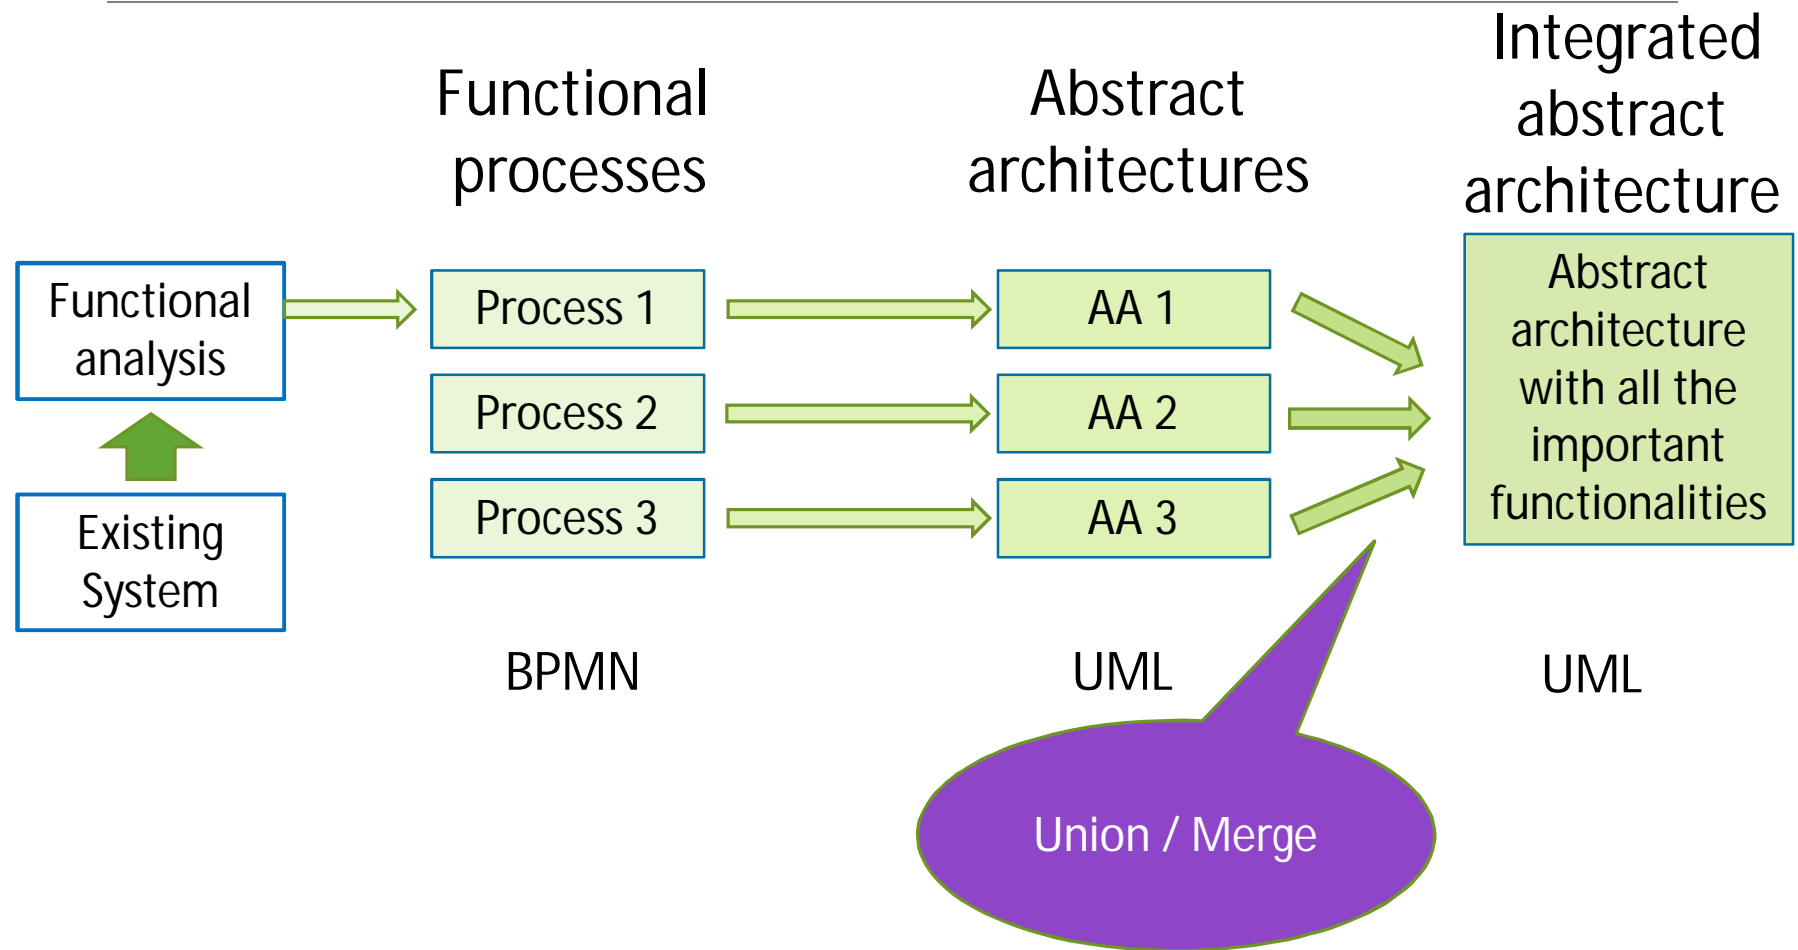 Functional
processes
Abstract
architectures
Integrated
abstract
architecture
Functional
analysis
Existing
System
Process 1
Process 2
Process 3
AA 1
AA 2
AA 3
Abstract
architecture
with all the
important
functionalities
BPMN
UML
UML
Union / Merge